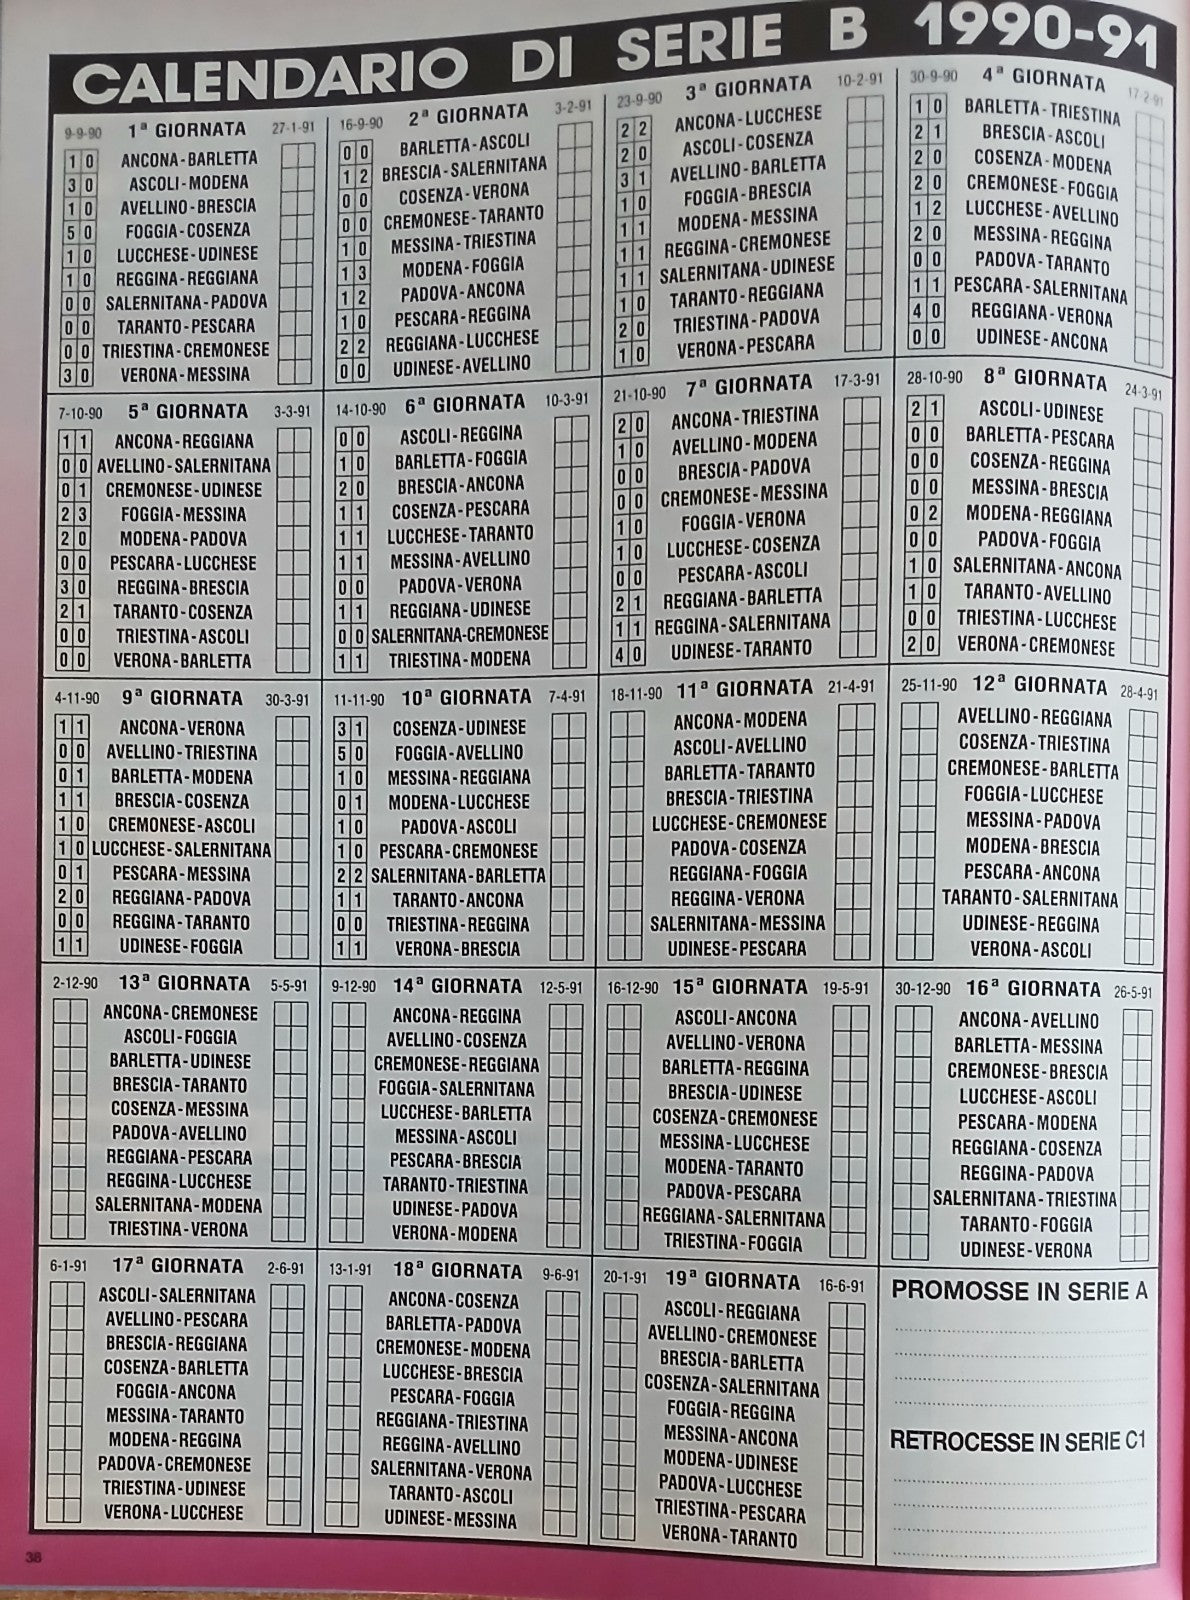 CALENDARIO DI SERIE B 1990-91
9-9-90 1ª GIORNATA 27-1-91
1 0 ANCONA-BARLETTA
3 0 ASCOLI-MODENA
1 0 AVELLINO-BRESCIA
5 0 FOGGIA-COSENZA
1 0 LUCCHESE-UDINESE
1 0 REGGINA-REGGIANA
0 0 SALERNITANA-PADOVA
0 0 TARANTO-PESCARA
0 0 TRIESTINA-CREMONESE
3 0 VERONA-MESSINA
16-9-90 2ª GIORNATA 3-2-91
0 0 BARLETTA-ASCOLI
1 2 BRESCIA-SALERNITANA
0 0 COSENZA-VERONA
0 0 CREMONESE-TARANTO
1 0 MESSINA-TRIESTINA
1 3 MODENA-FOGGIA
1 2 PADOVA-ANCONA
1 0 PESCARA-REGGINA
2 2 REGGIANA-LUCCHESE
0 0 UDINESE-AVELLINO
23-9-90 3ª GIORNATA 10-2-91
2 2 ANCONA-LUCCHESE
2 0 ASCOLI-COSENZA
3 1 AVELLINO-BARLETTA
1 0 FOGGIA-BRESCIA
1 1 MODENA-MESSINA
1 1 REGGINA-CREMONESE
1 1 SALERNITANA-UDINESE
1 0 TARANTO-REGGIANA
2 0 TRIESTINA-PADOVA
1 0 VERONA-PESCARA
30-9-90 4ª GIORNATA 17-2-91
1 0 BARLETTA-TRIESTINA
2 1 BRESCIA-ASCOLI
2 0 COSENZA-MODENA
2 0 CREMONESE-FOGGIA
1 2 LUCCHESE-AVELLINO
2 0 MESSINA-REGGINA
0 0 PADOVA-TARANTO
1 1 PESCARA-SALERNITANA
4 0 REGGIANA-VERONA
0 0 UDINESE-ANCONA
7-10-90 5ª GIORNATA 3-3-91
1 1 ANCONA-REGGIANA
0 0 AVELLINO-SALERNITANA
0 1 CREMONESE-UDINESE
2 3 FOGGIA-MESSINA
2 0 MODENA-PADOVA
0 0 PESCARA-LUCCHESE
3 0 REGGINA-BRESCIA
2 1 TARANTO-COSENZA
0 0 TRIESTINA-ASCOLI
0 0 VERONA-BARLETTA
14-10-90 6ª GIORNATA 10-3-91
0 0 ASCOLI-REGGINA
1 0 BARLETTA-FOGGIA
2 0 BRESCIA-ANCONA
1 1 COSENZA-PESCARA
1 1 LUCCHESE-TARANTO
1 1 MESSINA-AVELLINO
0 0 PADOVA-VERONA
1 1 REGGIANA-UDINESE
0 0 SALERNITANA-CREMONESE
1 1 TRIESTINA-MODENA
21-10-90 7ª GIORNATA 17-3-91
2 0 ANCONA-TRIESTINA
1 0 AVELLINO-MODENA
0 0 BRESCIA-PADOVA
0 0 CREMONESE-MESSINA
1 0 FOGGIA-VERONA
1 0 LUCCHESE-COSENZA
0 0 PESCARA-ASCOLI
2 1 REGGIANA-BARLETTA
1 1 REGGINA-SALERNITANA
4 0 UDINESE-TARANTO
28-10-90 8ª GIORNATA 24-3-91
2 1 ASCOLI-UDINESE
0 0 BARLETTA-PESCARA
0 0 COSENZA-REGGINA
0 0 MESSINA-BRESCIA
0 2 MODENA-REGGIANA
0 0 PADOVA-FOGGIA
1 0 SALERNITANA-ANCONA
1 0 TARANTO-AVELLINO
0 0 TRIESTINA-LUCCHESE
2 0 VERONA-CREMONESE
4-11-90 9ª GIORNATA 30-3-91
1 1 ANCONA-VERONA
0 0 AVELLINO-TRIESTINA
0 1 BARLETTA-MODENA
1 1 BRESCIA-COSENZA
1 0 CREMONESE-ASCOLI
1 0 LUCCHESE-SALERNITANA
0 1 PESCARA-MESSINA
2 0 REGGIANA-PADOVA
0 0 REGGINA-TARANTO
1 1 UDINESE-FOGGIA
11-11-90 10ª GIORNATA 7-4-91
3 1 COSENZA-UDINESE
5 0 FOGGIA-AVELLINO
1 0 MESSINA-REGGIANA
0 1 MODENA-LUCCHESE
1 0 PADOVA-ASCOLI
1 0 PESCARA-CREMONESE
2 2 SALERNITANA-BARLETTA
1 1 TARANTO-ANCONA
0 0 TRIESTINA-REGGINA
1 1 VERONA-BRESCIA
18-11-90 11ª GIORNATA 21-4-91
ANCONA-MODENA
ASCOLI-AVELLINO
BARLETTA-TARANTO
BRESCIA-TRIESTINA
LUCCHESE-CREMONESE
PADOVA-COSENZA
REGGIANA-FOGGIA
REGGINA-VERONA
SALERNITANA-MESSINA
UDINESE-PESCARA
25-11-90 12ª GIORNATA 28-4-91
AVELLINO-REGGIANA
COSENZA-TRIESTINA
CREMONESE-BARLETTA
FOGGIA-LUCCHESE
MESSINA-PADOVA
MODENA-BRESCIA
PESCARA-ANCONA
TARANTO-SALERNITANA
UDINESE-REGGINA
VERONA-ASCOLI
2-12-90 13ª GIORNATA 5-5-91
ANCONA-CREMONESE
ASCOLI-FOGGIA
BARLETTA-UDINESE
BRESCIA-TARANTO
COSENZA-MESSINA
PADOVA-AVELLINO
REGGIANA-PESCARA
REGGINA-LUCCHESE
SALERNITANA-MODENA
TRIESTINA-VERONA
9-12-90 14ª GIORNATA 12-5-91
ANCONA-REGGINA
AVELLINO-COSENZA
CREMONESE-REGGIANA
FOGGIA-SALERNITANA
LUCCHESE-BARLETTA
MESSINA-ASCOLI
PESCARA-BRESCIA
TARANTO-TRIESTINA
UDINESE-PADOVA
VERONA-MODENA
16-12-90 15ª GIORNATA 19-5-91
ASCOLI-ANCONA
AVELLINO-VERONA
BARLETTA-REGGINA
BRESCIA-UDINESE
COSENZA-CREMONESE
MESSINA-LUCCHESE
MODENA-TARANTO
PADOVA-PESCARA
REGGIANA-SALERNITANA
TRIESTINA-FOGGIA
30-12-90 16ª GIORNATA 26-5-91
ANCONA-AVELLINO
BARLETTA-MESSINA
CREMONESE-BRESCIA
LUCCHESE-ASCOLI
PESCARA-MODENA
REGGIANA-COSENZA
REGGINA-PADOVA
SALERNITANA-TRIESTINA
TARANTO-FOGGIA
UDINESE-VERONA
6-1-91 17ª GIORNATA 2-6-91
ASCOLI-SALERNITANA
AVELLINO-PESCARA
BRESCIA-REGGIANA
COSENZA-BARLETTA
FOGGIA-ANCONA
MESSINA-TARANTO
MODENA-REGGINA
PADOVA-CREMONESE
TRIESTINA-UDINESE
VERONA-LUCCHESE
13-1-91 18ª GIORNATA 9-6-91
ANCONA-COSENZA
BARLETTA-PADOVA
CREMONESE-MODENA
LUCCHESE-BRESCIA
PESCARA-FOGGIA
REGGIANA-TRIESTINA
REGGINA-AVELLINO
SALERNITANA-VERONA
TARANTO-ASCOLI
UDINESE-MESSINA
20-1-91 19ª GIORNATA 16-6-91
ASCOLI-REGGIANA
AVELLINO-CREMONESE
BRESCIA-BARLETTA
COSENZA-SALERNITANA
FOGGIA-REGGINA
MESSINA-ANCONA
MODENA-UDINESE
PADOVA-LUCCHESE
TRIESTINA-PESCARA
VERONA-TARANTO
PROMOSSE IN SERIE A
RETROCESSE IN SERIE C1
38